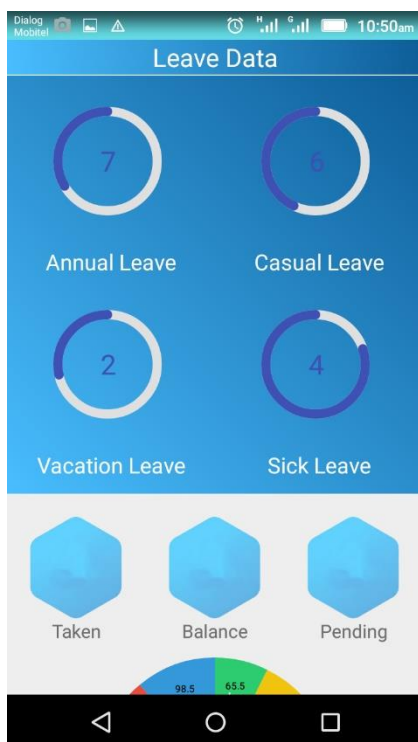 Dialog
Mobitel
H
G
10:50am
Leave Data
7
6
Annual Leave
Casual Leave
2
4
Vacation Leave
Sick Leave
Taken
Balance
Pending
98.5
65.5